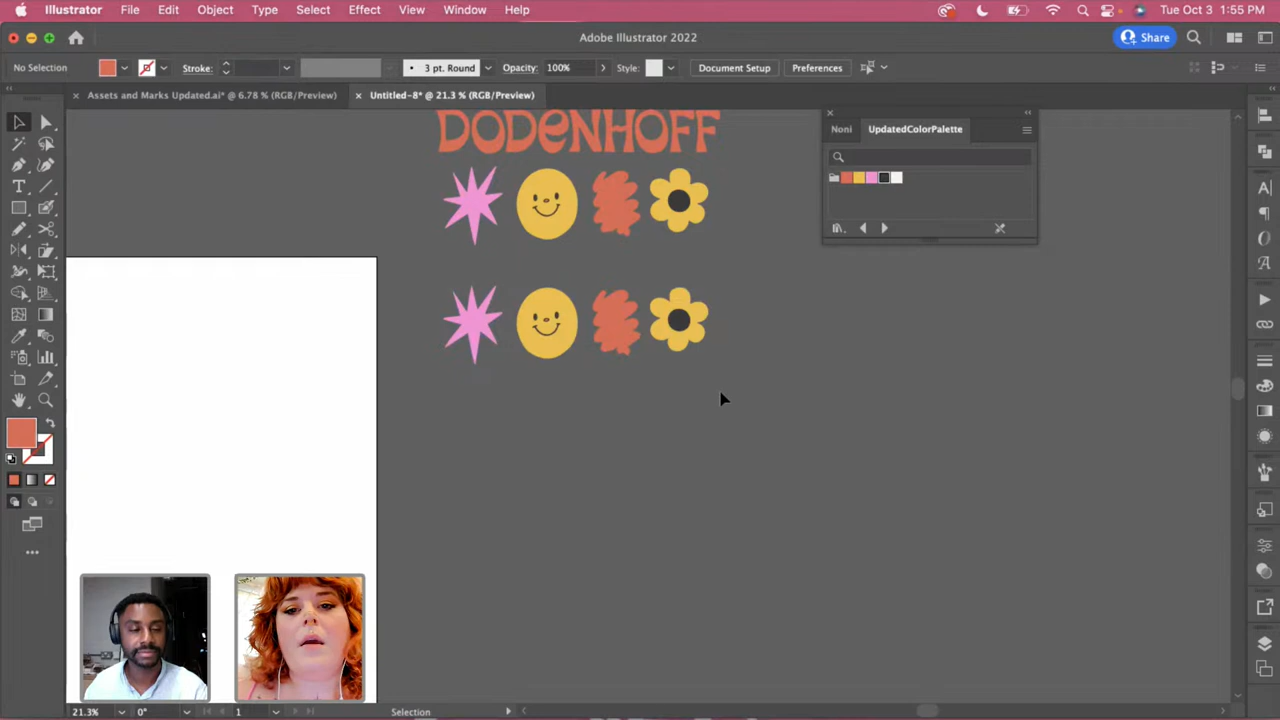 Illustrator File Edit Object Type Select Effect View Window Help Tue Oct 3 1:55 PM
Adobe Illustrator 2022 Share
No Selection Stroke: 3 pt. Round Opacity: 100% Style: Document Setup Preferences
Assets and Marks Updated.ai* @ 6.78 % (RGB/Preview) Untitled-8* @ 21.3 % (RGB/Preview)
DODENHOFF
Noni UpdatedColorPalette
21.3% 0° 1 Selection